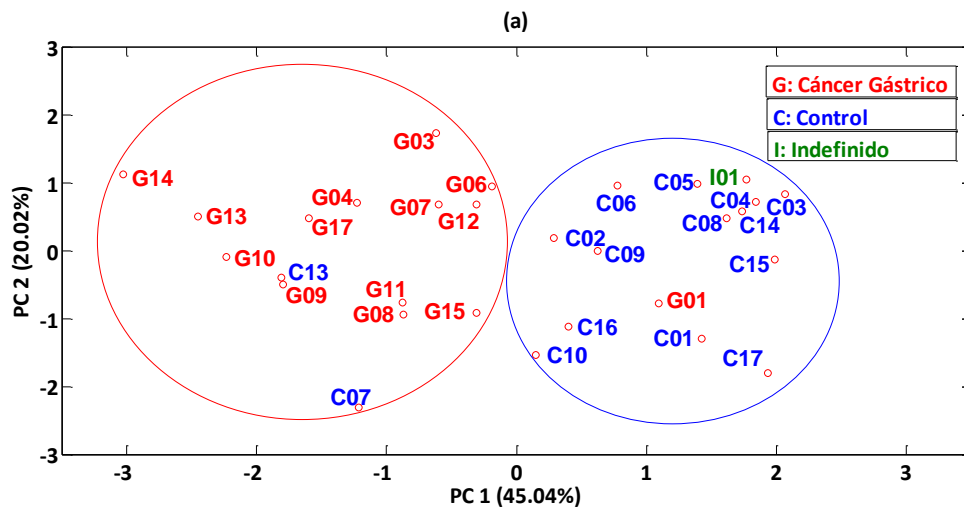 (a)
3
2
1
0
-1
-2
-3
PC 2 (20.02%)
G: Cáncer Gástrico
C: Control
I: Indefinido
G03
G14
G06
G04
G07
G12
G13
G17
G10
C13
G09
G11
G08
G15
C07
C05
I01
C06
C04
C03
C08
C14
C02
C09
C15
G01
C16
C01
C10
C17
-3
-2
-1
0
1
2
3
PC 1 (45.04%)